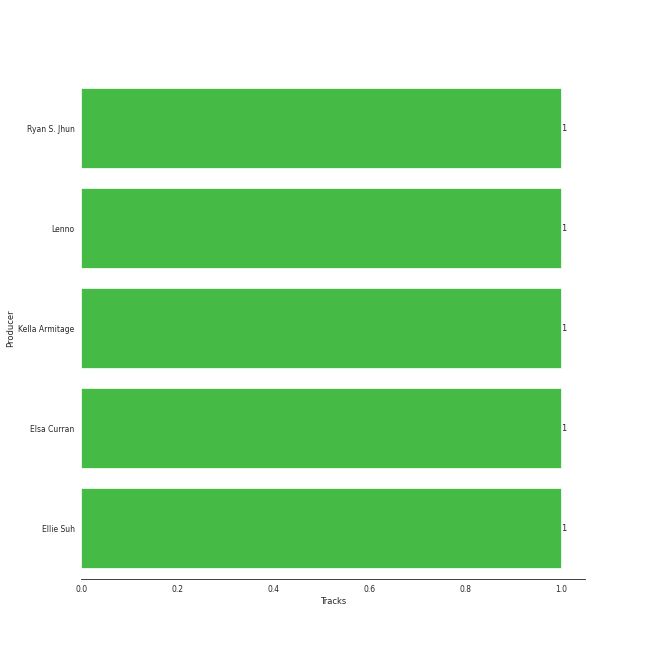 Ryan S. Jhun 1
Lenno 1
Kella Armitage 1
Elsa Curran 1
Ellie Suh 1
Producer
0.0 0.2 0.4 0.6 0.8 1.0
Tracks